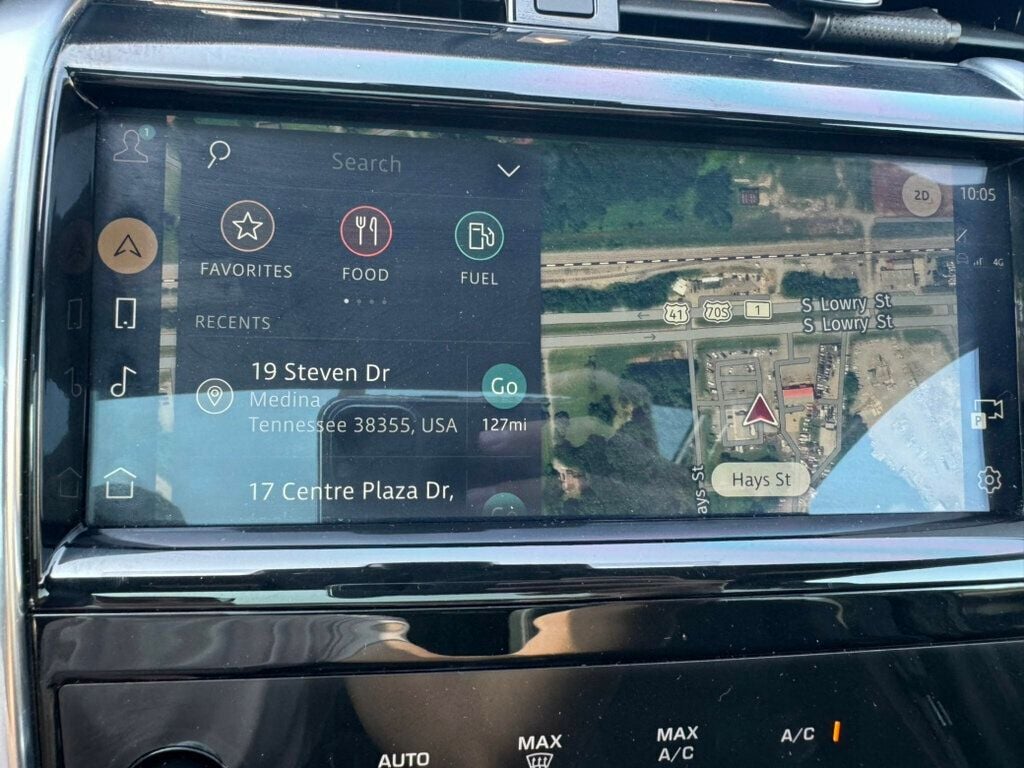 1
Search
2D
10:05
FAVORITES
FOOD
FUEL
4G
RECENTS
41
70S
1
S Lowry St
S Lowry St
19 Steven Dr
Medina
Tennessee 38355, USA
Go
127mi
P
17 Centre Plaza Dr,
Hays St
ays St
AUTO
MAX
MAX
A/C
A/C